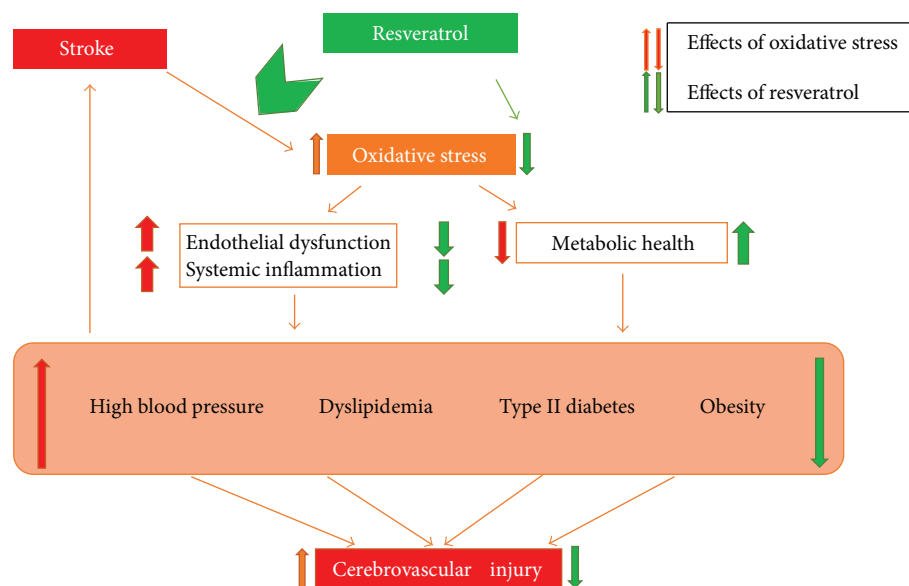 Stroke
Resveratrol
Effects of oxidative stress
Effects of resveratrol
Oxidative stress
Endothelial dysfunction
Systemic inflammation
Metabolic health
High blood pressure
Dyslipidemia
Type II diabetes
Obesity
Cerebrovascular injury